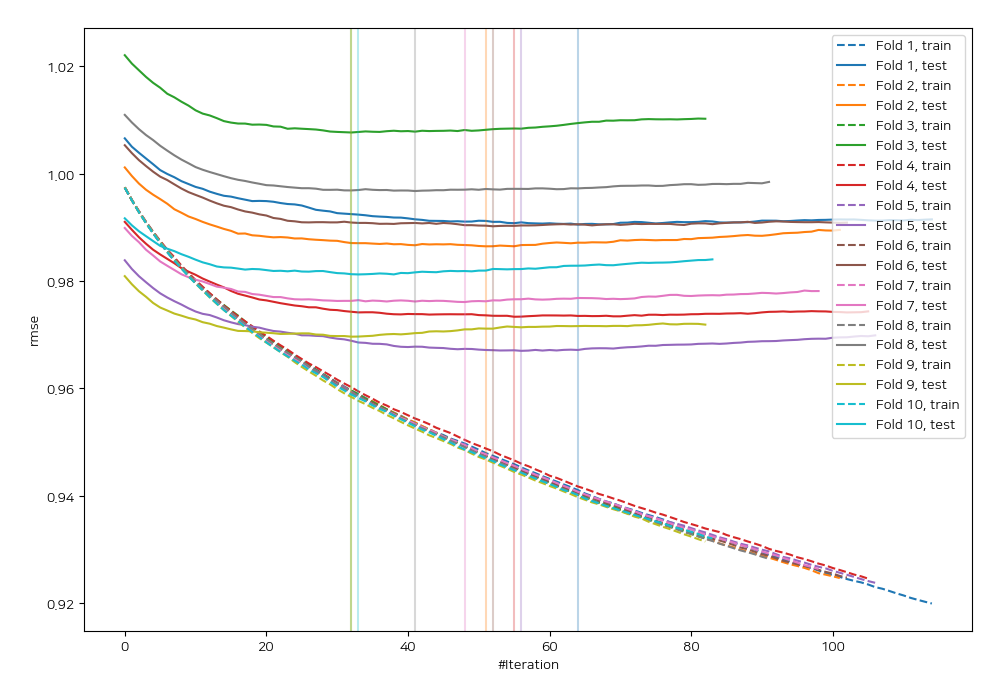 1,02
1,00
0,98
0,96
0,94
0,92
rmse
0
20
40
60
80
100
#Iteration
Fold 1, train
Fold 1, test
Fold 2, train
Fold 2, test
Fold 3, train
Fold 3, test
Fold 4, train
Fold 4, test
Fold 5, train
Fold 5, test
Fold 6, train
Fold 6, test
Fold 7, train
Fold 7, test
Fold 8, train
Fold 8, test
Fold 9, train
Fold 9, test
Fold 10, train
Fold 10, test